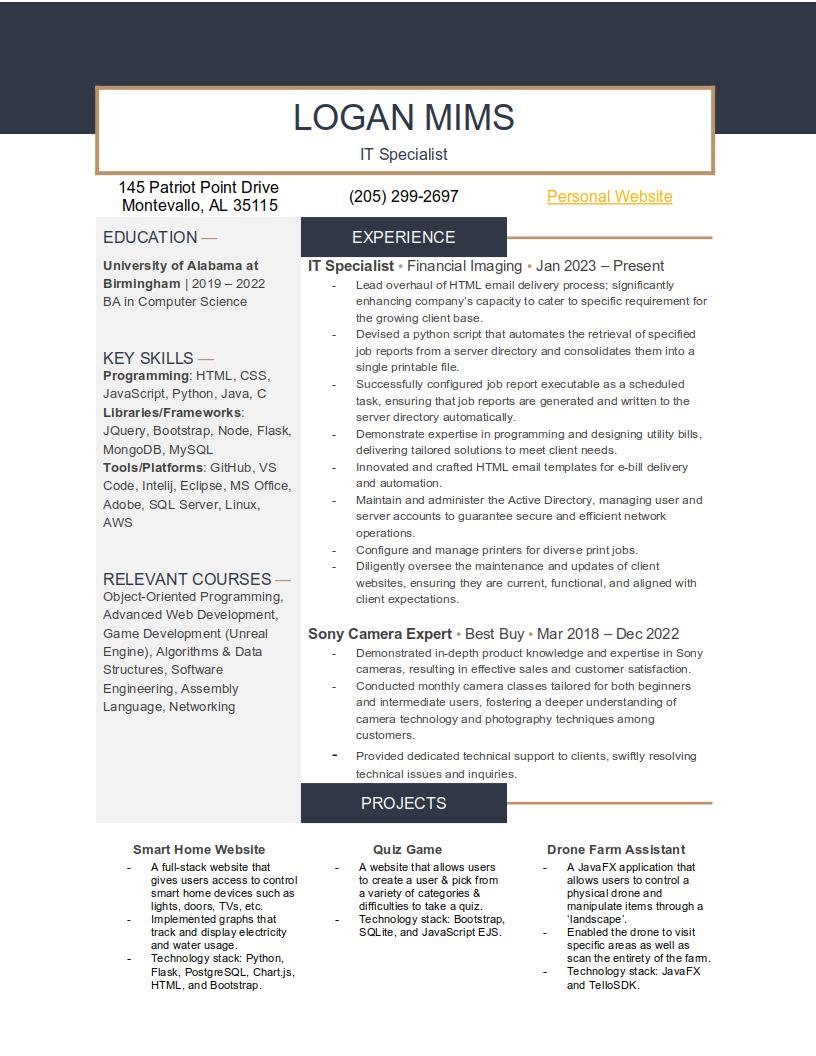 LOGAN MIMS
IT Specialist
145 Patriot Point Drive
Montevallo, AL 35115
(205) 299-2697
Personal Website
EDUCATION —
University of Alabama at
Birmingham | 2019 – 2022
BA in Computer Science
KEY SKILLS —
Programming: HTML, CSS,
JavaScript, Python, Java, C
Libraries/Frameworks:
JQuery, Bootstrap, Node, Flask,
MongoDB, MySQL
Tools/Platforms: GitHub, VS
Code, Intelij, Eclipse, MS Office,
Adobe, SQL Server, Linux,
AWS
RELEVANT COURSES —
Object-Oriented Programming,
Advanced Web Development,
Game Development (Unreal
Engine), Algorithms & Data
Structures, Software
Engineering, Assembly
Language, Networking
EXPERIENCE
IT Specialist • Financial Imaging • Jan 2023 – Present
- Lead overhaul of HTML email delivery process; significantly
enhancing company's capacity to cater to specific requirement for
the growing client base.
- Devised a python script that automates the retrieval of specified
job reports from a server directory and consolidates them into a
single printable file.
- Successfully configured job report executable as a scheduled
task, ensuring that job reports are generated and written to the
server directory automatically.
- Demonstrate expertise in programming and designing utility bills,
delivering tailored solutions to meet client needs.
- Innovated and crafted HTML email templates for e-bill delivery
and automation.
- Maintain and administer the Active Directory, managing user and
server accounts to guarantee secure and efficient network
operations.
- Configure and manage printers for diverse print jobs.
- Diligently oversee the maintenance and updates of client
websites, ensuring they are current, functional, and aligned with
client expectations.
Sony Camera Expert • Best Buy • Mar 2018 – Dec 2022
- Demonstrated in-depth product knowledge and expertise in Sony
cameras, resulting in effective sales and customer satisfaction.
- Conducted monthly camera classes tailored for both beginners
and intermediate users, fostering a deeper understanding of
camera technology and photography techniques among
customers.
- Provided dedicated technical support to clients, swiftly resolving
technical issues and inquiries.
PROJECTS
Smart Home Website
- A full-stack website that
gives users access to control
smart home devices such as
lights, doors, TVs, etc.
- Implemented graphs that
track and display electricity
and water usage.
- Technology stack: Python,
Flask, PostgreSQL, Chart.js,
HTML, and Bootstrap.
Quiz Game
- A website that allows users
to create a user & pick from
a variety of categories &
difficulties to take a quiz.
- Technology stack: Bootstrap,
SQLite, and JavaScript EJS.
Drone Farm Assistant
- A JavaFX application that
allows users to control a
physical drone and
manipulate items through a
‘landscape’.
- Enabled the drone to visit
specific areas as well as
scan the entirety of the farm.
- Technology stack: JavaFX
and TelloSDK.